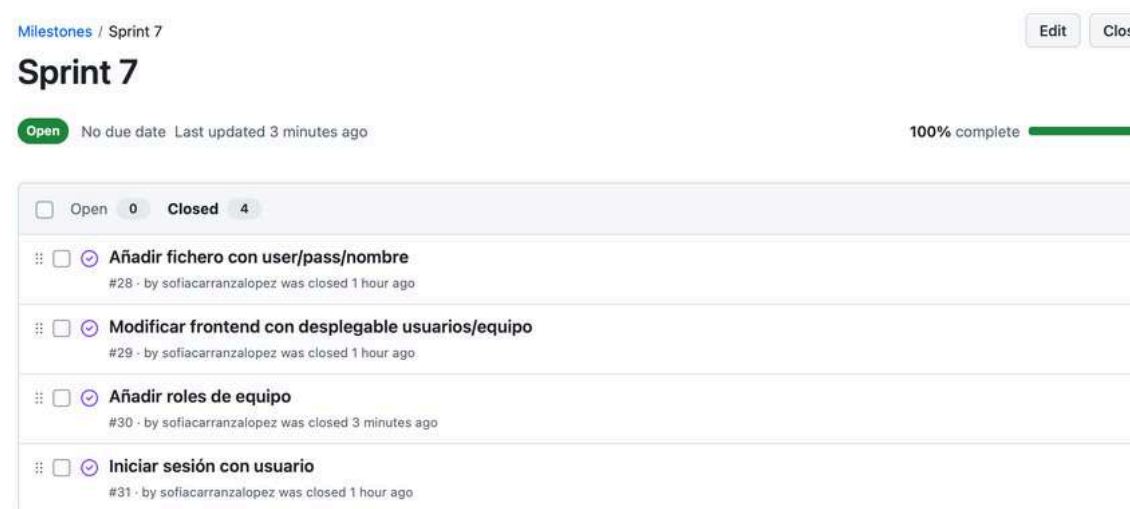 Milestones / Sprint 7
Edit
Sprint 7
Open No due date Last updated 3 minutes ago
100% complete
Open 0 Closed 4
Añadir fichero con user/pass/nombre
#28 · by sofiacarranzalopez was closed 1 hour ago
Modificar frontend con desplegable usuarios/equipo
#29 · by sofiacarranzalopez was closed 1 hour ago
Añadir roles de equipo
#30 · by sofiacarranzalopez was closed 3 minutes ago
Iniciar sesión con usuario
#31 · by sofiacarranzalopez was closed 1 hour ago